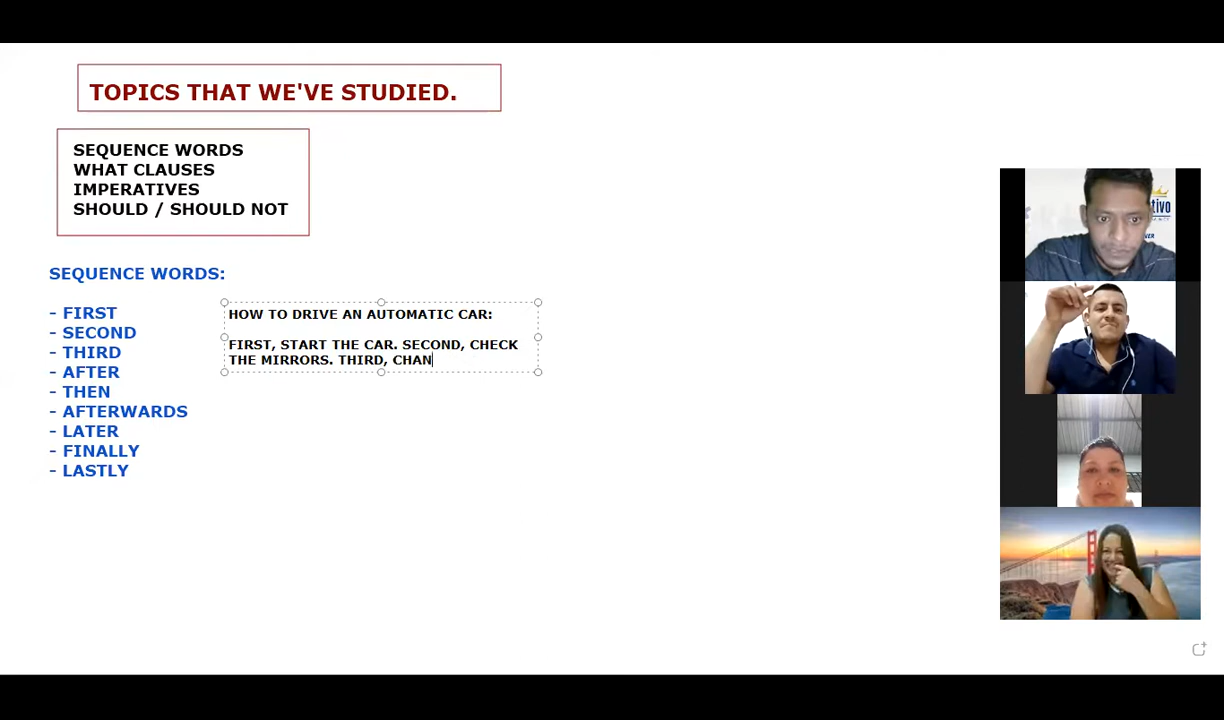 TOPICS THAT WE'VE STUDIED.
SEQUENCE WORDS
WHAT CLAUSES
IMPERATIVES
SHOULD / SHOULD NOT
SEQUENCE WORDS:
- FIRST
- SECOND
- THIRD
- AFTER
- THEN
- AFTERWARDS
- LATER
- FINALLY
- LASTLY
HOW TO DRIVE AN AUTOMATIC CAR:
FIRST, START THE CAR. SECOND, CHECK
THE MIRRORS. THIRD, CHAN
tivo